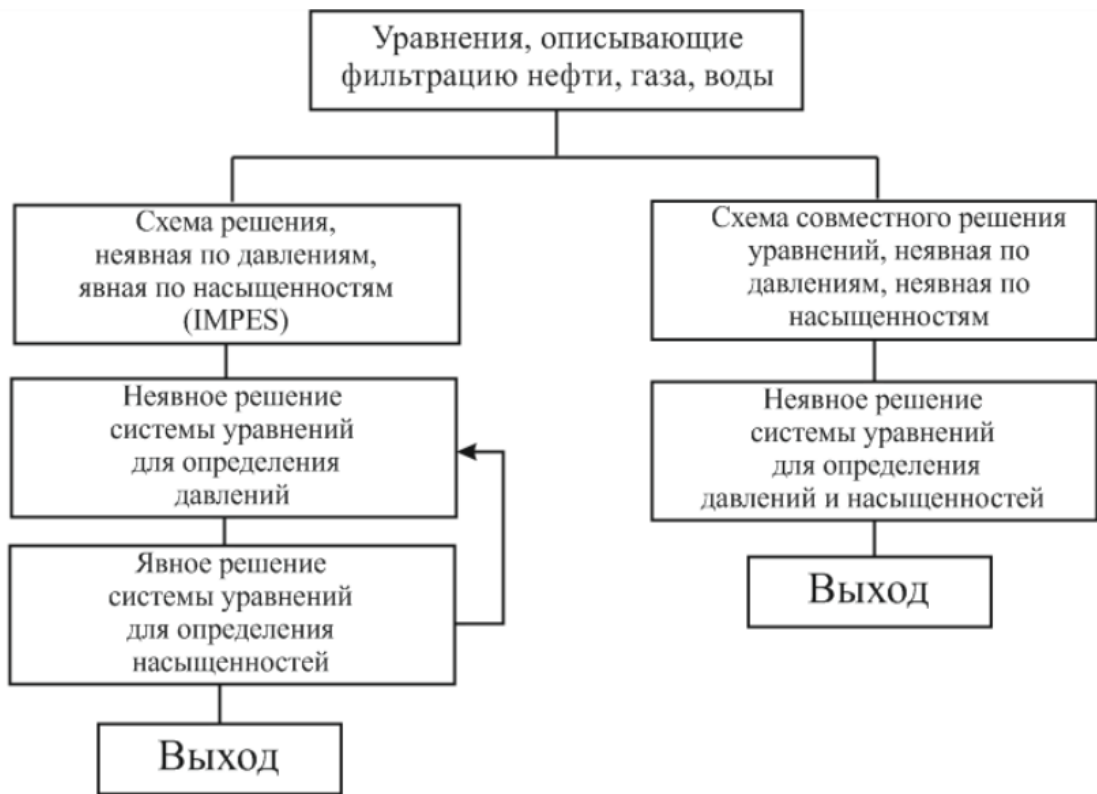 Уравнения, описывающие
фильтрацию нефти, газа, воды
Схема решения,
неявная по давлениям,
явная по насыщенностям
(IMPES)
Неявное решение
системы уравнений
для определения
давлений
Явное решение
системы уравнений
для определения
насыщенностей
Выход
Схема совместного решения
уравнений, неявная по
давлениям, неявная по
насыщенностям
Неявное решение
системы уравнений
для определения
давлений и насыщенностей
Выход